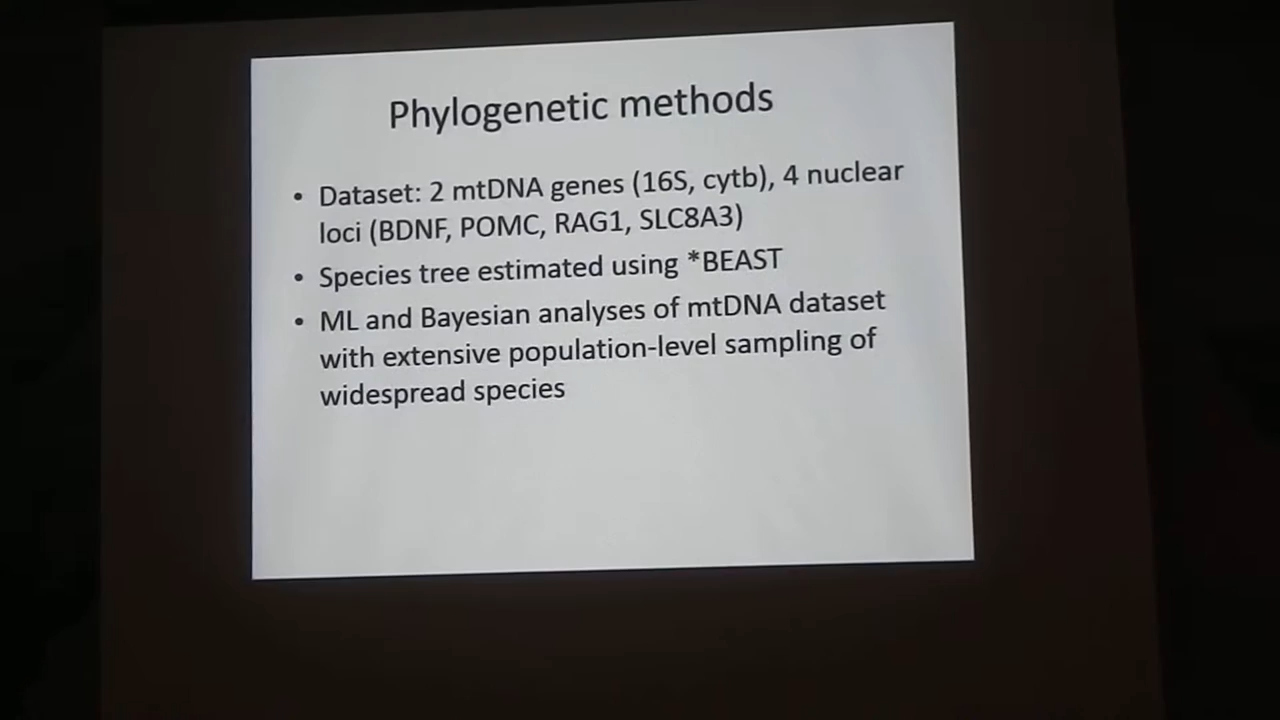 Phylogenetic methods
• Dataset: 2 mtDNA genes (16S, cytb), 4 nuclear
loci (BDNF, POMC, RAG1, SLC8A3)
• Species tree estimated using *BEAST
• ML and Bayesian analyses of mtDNA dataset
with extensive population-level sampling of
widespread species